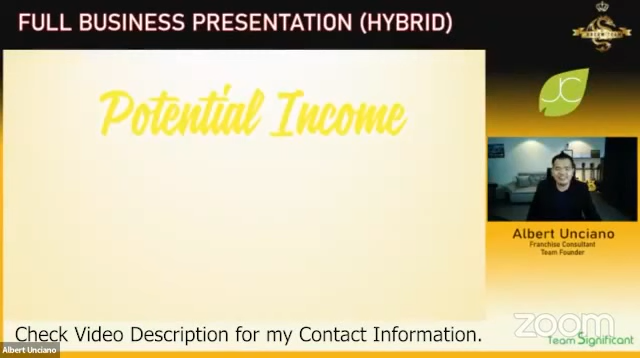 FULL BUSINESS PRESENTATION (HYBRID)
JC
Potential Income
Albert Unciano
Franchise Consultant
Team Founder
Check Video Description for my Contact Information.
zoom
Team Significant
Albert Unciano